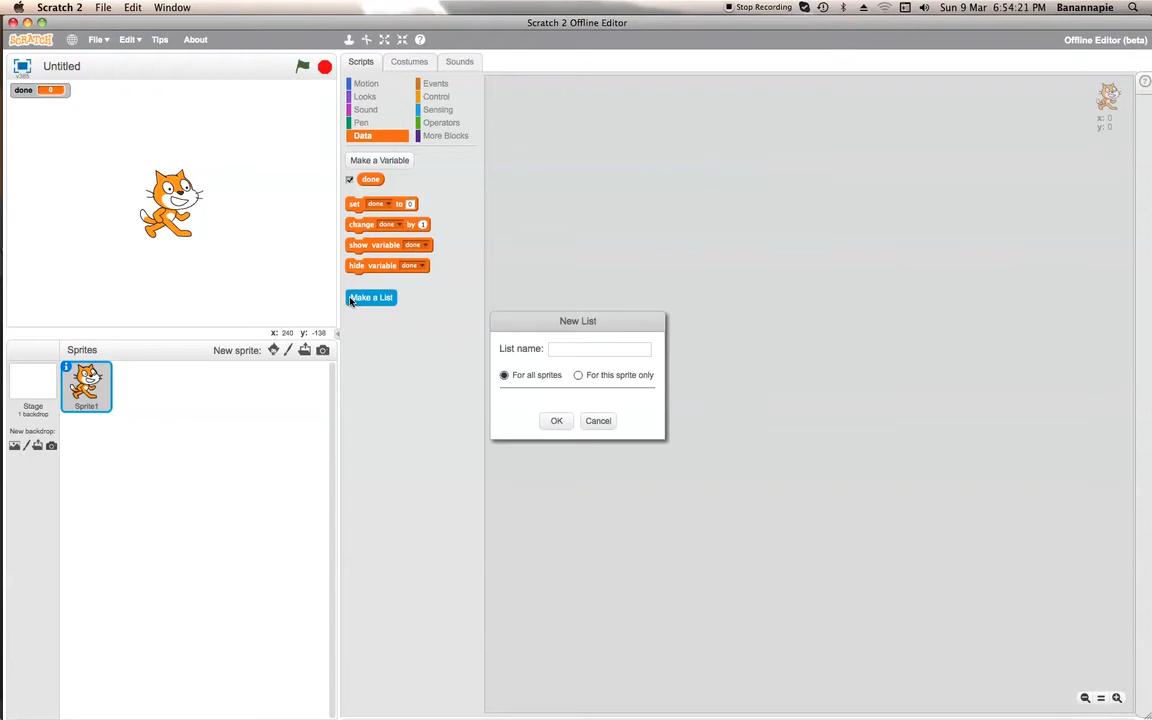 Scratch 2 File Edit Window Stop Recording Sun 9 Mar 6:54:21 PM Banannapie
Scratch 2 Offline Editor
SCRATCH File Edit Tips About Offline Editor (beta)
Untitled
v385
Scripts Costumes Sounds
done 0
Motion Events
Looks Control
Sound Sensing
Pen Operators
Data More Blocks
x: 0
y: 0
Make a Variable
done
set done to 0
change done by 1
show variable done
hide variable done
Make a List
New List
List name:
For all sprites For this sprite only
OK Cancel
x: 240 y: -138
Sprites New sprite:
Stage
1 backdrop
Sprite1
New backdrop: